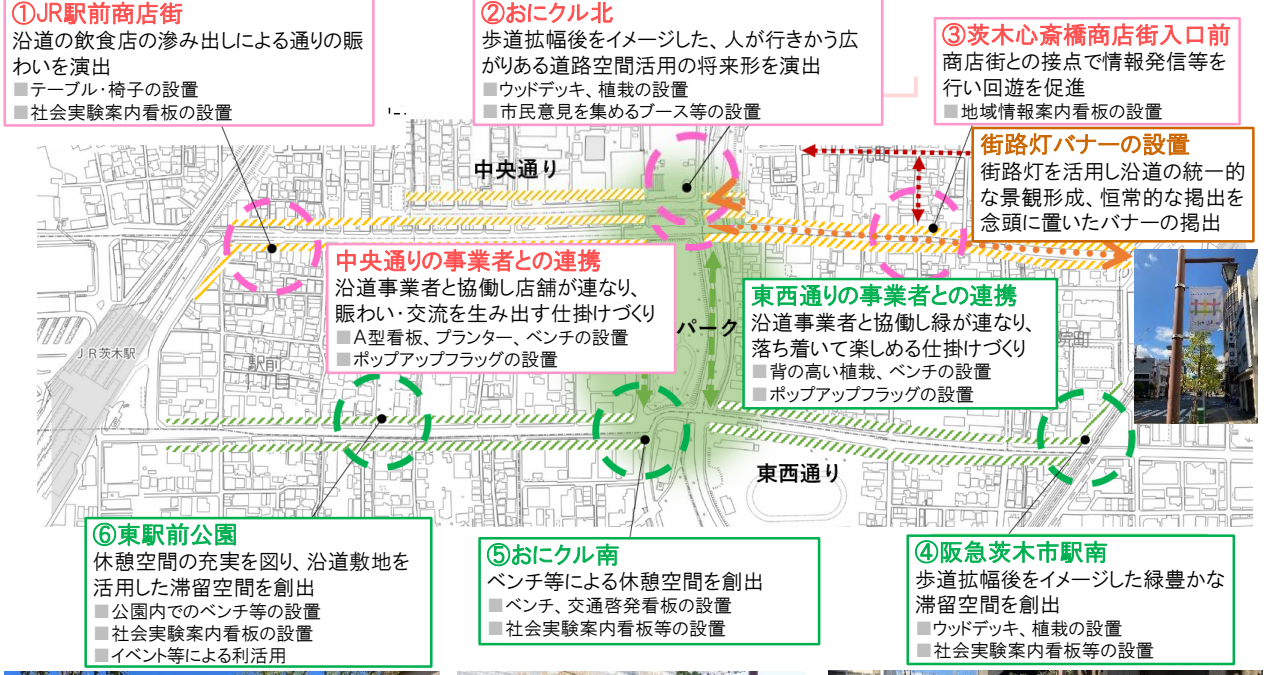 ①JR駅前商店街
沿道の飲食店の滲み出しによる通りの賑
わいを演出
■テーブル・椅子の設置
■社会実験案内看板の設置
②おにクル北
歩道拡幅後をイメージした、人が行きかう広
がりある道路空間活用の将来形を演出
■ウッドデッキ、植栽の設置
■市民意見を集めるブース等の設置
③茨木心斎橋商店街入口前
商店街との接点で情報発信等を
行い回遊を促進
■地域情報案内看板の設置
街路灯バナーの設置
街路灯を活用し沿道の統一的
な景観形成、恒常的な掲出を
念頭に置いたバナーの掲出
中央通り
中央通りの事業者との連携
沿道事業者と協働し店舗が連なり、
賑わい・交流を生み出す仕掛けづくり
■A型看板、プランター、ベンチの設置
■ポップアップフラッグの設置
パーク
東西通りの事業者との連携
沿道事業者と協働し緑が連なり、
落ち着いて楽しめる仕掛けづくり
■背の高い植栽、ベンチの設置
■ポップアップフラッグの設置
JR茨木駅
駅前
東西通り
⑥東駅前公園
休憩空間の充実を図り、沿道敷地を
活用した滞留空間を創出
■公園内でのベンチ等の設置
■社会実験案内看板の設置
■イベント等による利活用
⑤おにクル南
ベンチ等による休憩空間を創出
■ベンチ、交通啓発看板の設置
■社会実験案内看板等の設置
④阪急茨木市駅南
歩道拡幅後をイメージした緑豊かな
滞留空間を創出
■ウッドデッキ、植栽の設置
■社会実験案内看板等の設置